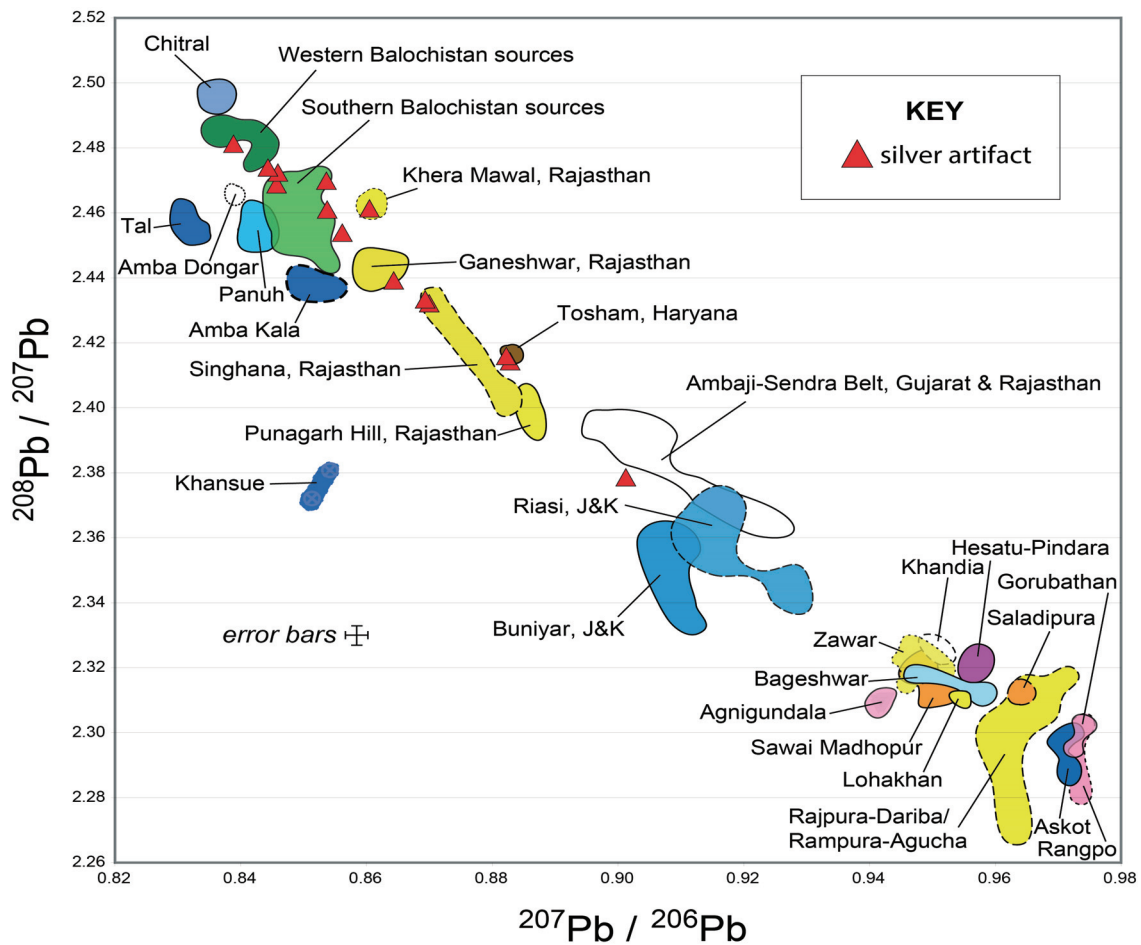 2.52
2.50
2.48
2.46
2.44
2.42
2.40
2.38
2.36
2.34
2.32
2.30
2.28
2.26
²⁰⁸Pb / ²⁰⁷Pb
Chitral
Western Balochistan sources
Southern Balochistan sources
KEY
silver artifact
Khera Mawal, Rajasthan
Tal
Amba Dongar
Panuh
Amba Kala
Ganeshwar, Rajasthan
Tosham, Haryana
Singhana, Rajasthan
Ambaji-Sendra Belt, Gujarat & Rajasthan
Punagarh Hill, Rajasthan
Khansue
Riasi, J&K
Buniyar, J&K
error bars
Hesatu-Pindara
Khandia
Gorubathan
Saladipura
Zawar
Bageshwar
Agnigundala
Sawai Madhopur
Lohakhan
Rajpura-Dariba/
Rampura-Agucha
Askot
Rangpo
0.82
0.84
0.86
0.88
0.90
0.92
0.94
0.96
0.98
²⁰⁷Pb / ²⁰⁶Pb